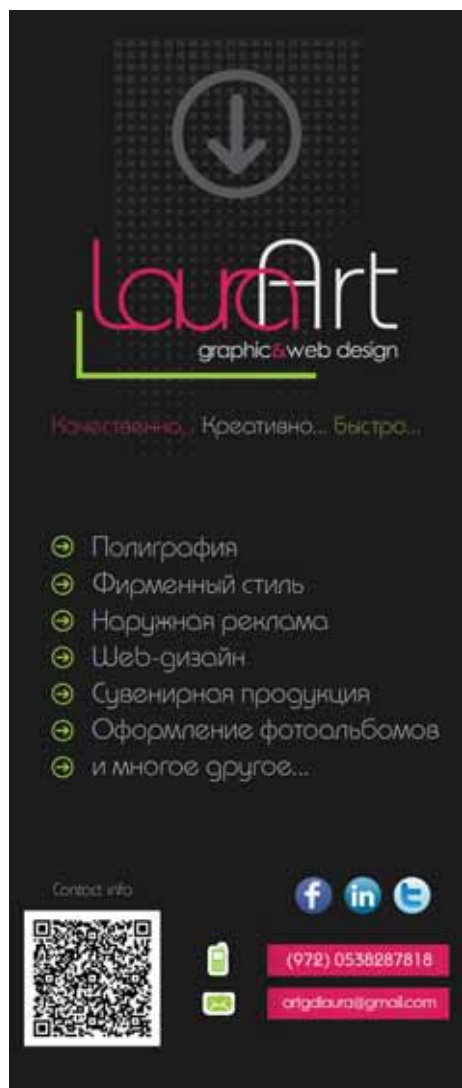 LauraArt
graphic&web design
Качественно... Креативно... Быстро...
Полиграфия
Фирменный стиль
Наружная реклама
Web-дизайн
Сувенирная продукция
Оформление фотоальбомов
и многое другое...
Contact info
(972) 0538287818
artgdlaura@gmail.com